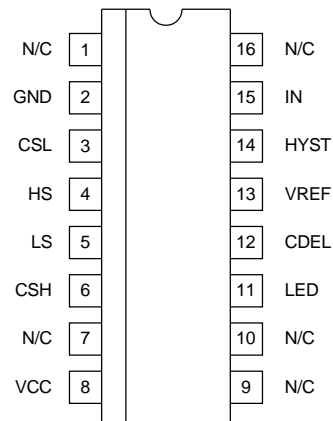 N/C 1 16 N/C
GND 2 15 IN
CSL 3 14 HYST
HS 4 13 VREF
LS 5 12 CDEL
CSH 6 11 LED
N/C 7 10 N/C
VCC 8 9 N/C